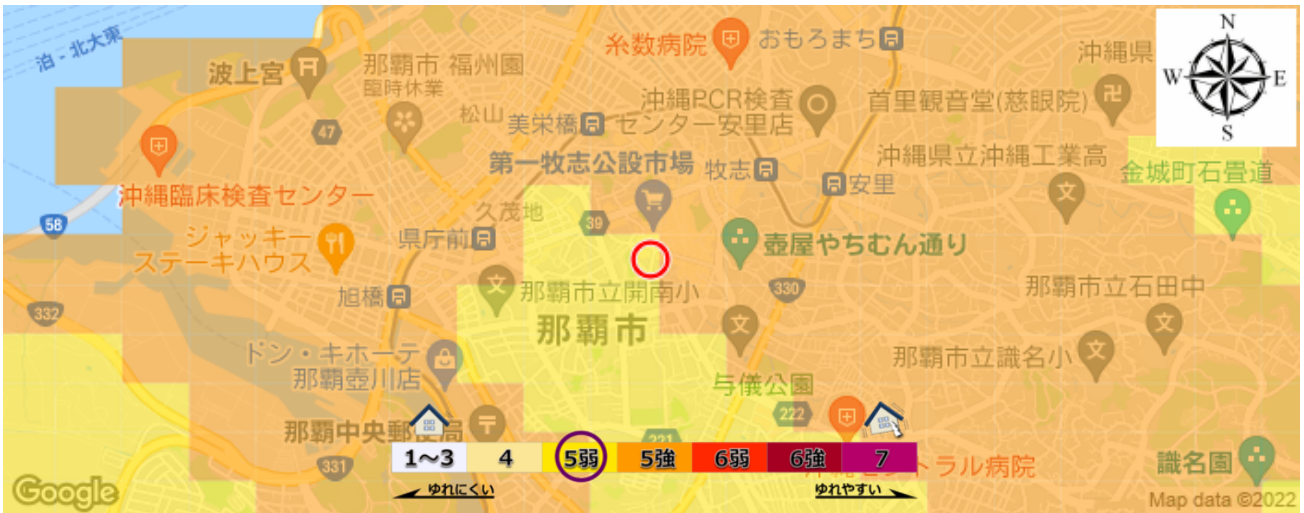 泊 - 北大東
波上宮
那覇市 福州園
臨時休業
糸数病院
おもろまち
沖縄県
N
W
E
S
47
松山
美栄橋
沖縄PCR検査
センター安里店
首里観音堂(慈眼院)
第一牧志公設市場
牧志
安里
沖縄県立沖縄工業高
金城町石畳道
沖縄臨床検査センター
58
久茂地
39
ジャッキー
ステーキハウス
県庁前
壺屋やちむん通り
旭橋
那覇市立開南小
330
那覇市立石田中
332
那覇市
ドン・キホーテ
那覇壺川店
那覇市立識名小
与儀公園
222
那覇中央郵便局
221
331
1~3
4
5弱
5強
6弱
6強
7
ゆれにくい
ゆれやすい
トラル病院
識名園
Google
Map data ©2022